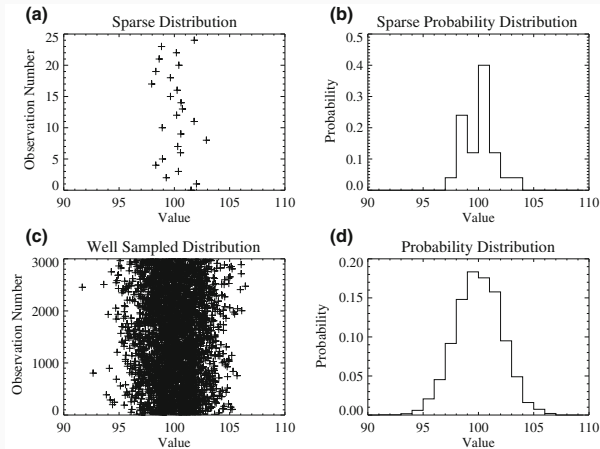 (a) Sparse Distribution
Observation Number
25
20
15
10
5
0
90 95 100 105 110
Value
(b) Sparse Probability Distribution
Probability
0.5
0.4
0.3
0.2
0.1
0.0
90 95 100 105 110
Value
(c) Well Sampled Distribution
Observation Number
3000
2000
1000
0
90 95 100 105 110
Value
(d) Probability Distribution
Probability
0.20
0.15
0.10
0.05
0.00
90 95 100 105 110
Value